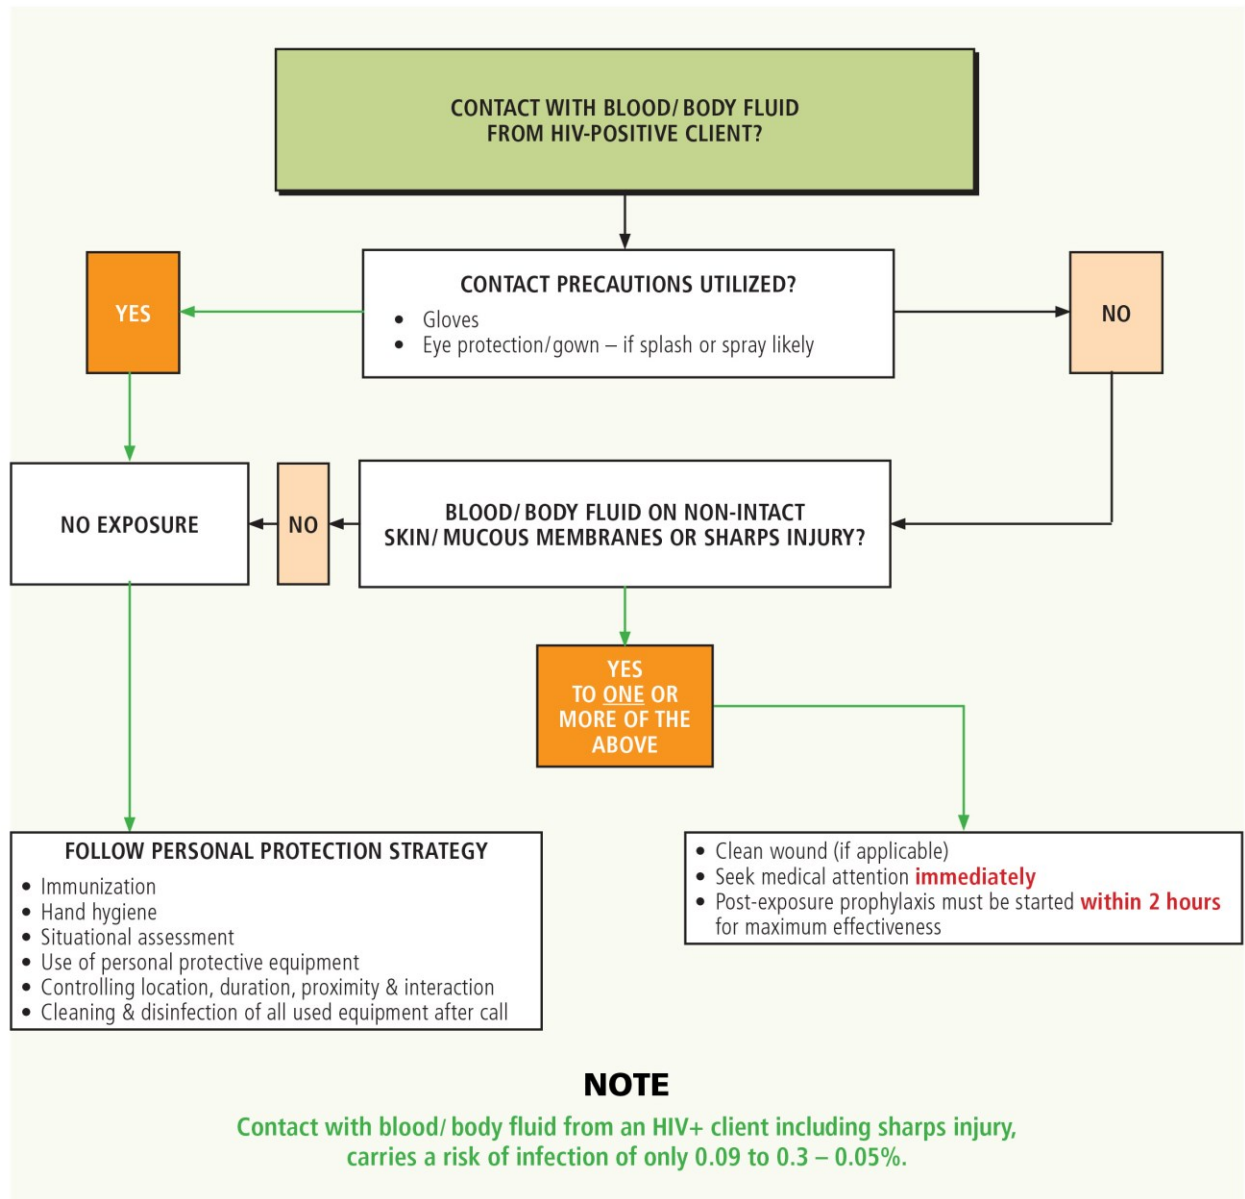 CONTACT WITH BLOOD/ BODY FLUID
FROM HIV-POSITIVE CLIENT?
CONTACT PRECAUTIONS UTILIZED?
• Gloves
• Eye protection/gown – if splash or spray likely
YES
NO
NO EXPOSURE
NO
BLOOD/ BODY FLUID ON NON-INTACT
SKIN/ MUCOUS MEMBRANES OR SHARPS INJURY?
YES
TO ONE OR
MORE OF THE
ABOVE
FOLLOW PERSONAL PROTECTION STRATEGY
• Immunization
• Hand hygiene
• Situational assessment
• Use of personal protective equipment
• Controlling location, duration, proximity & interaction
• Cleaning & disinfection of all used equipment after call
• Clean wound (if applicable)
• Seek medical attention immediately
• Post-exposure prophylaxis must be started within 2 hours
for maximum effectiveness
NOTE
Contact with blood/ body fluid from an HIV+ client including sharps injury,
carries a risk of infection of only 0.09 to 0.3 – 0.05%.